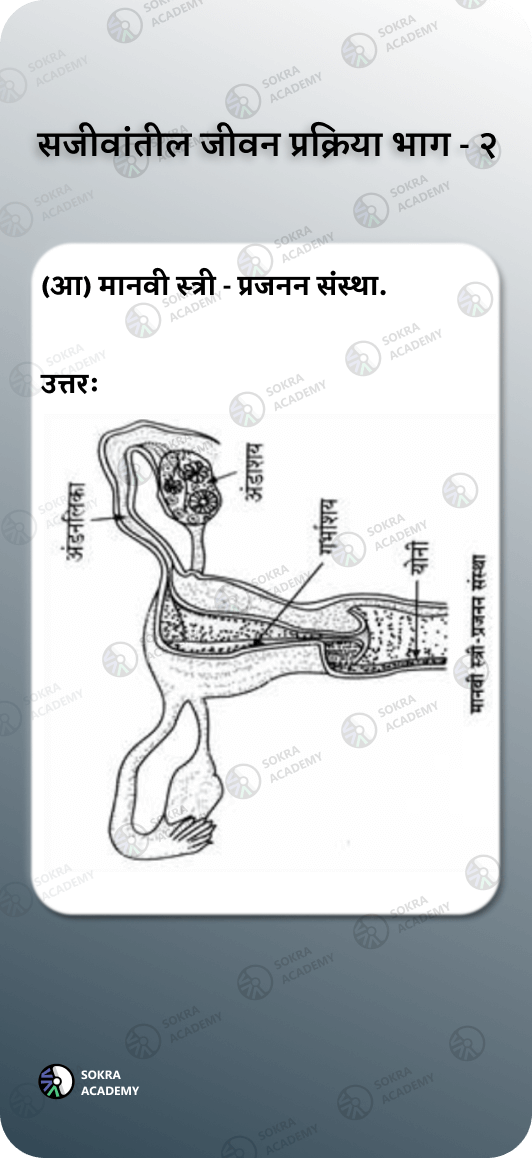 सजीवांतील जीवन प्रक्रिया भाग - २
(आ) मानवी स्त्री - प्रजनन संस्था.
उत्तरः
अंडनलिका
अंडाशय
गर्भाशय
योनी
मानवी स्त्री-प्रजनन संस्था
SOKRA
ACADEMY